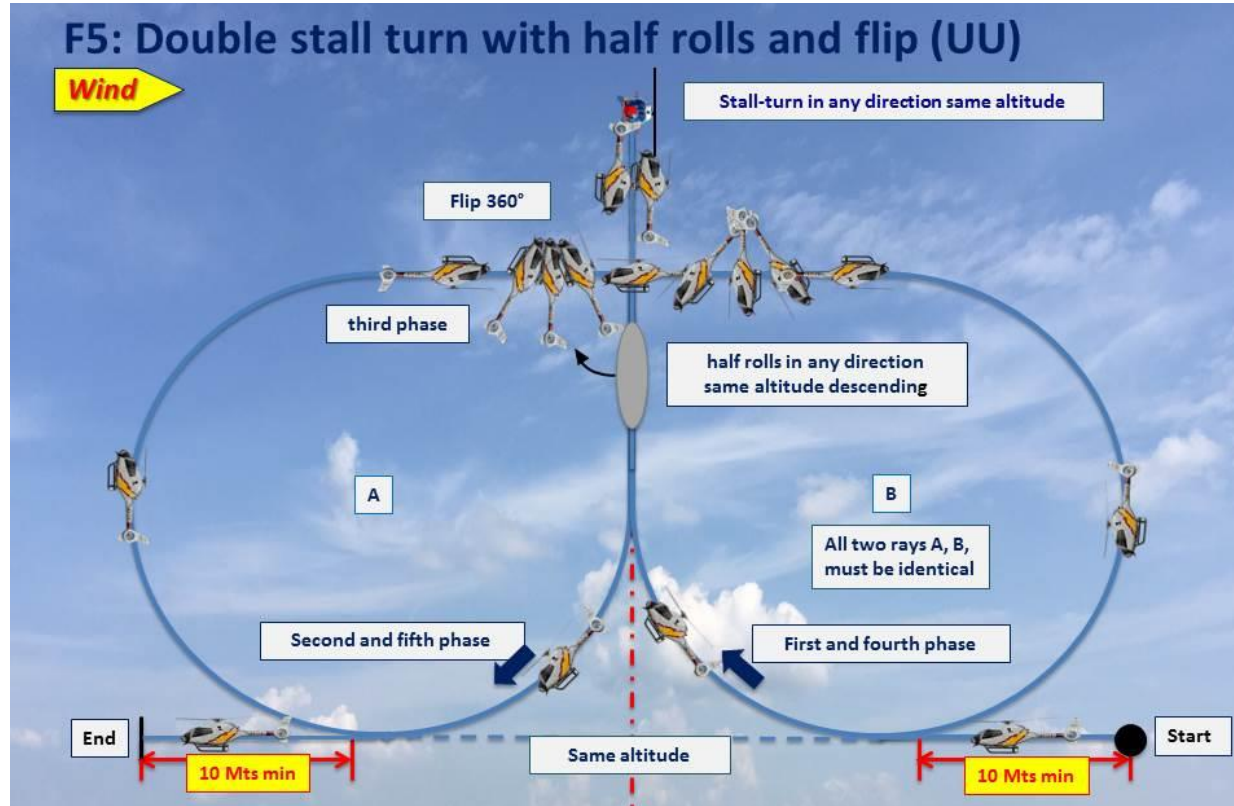 F5: Double stall turn with half rolls and flip (UU)
Wind
Stall-turn in any direction same altitude
Flip 360°
third phase
half rolls in any direction
same altitude descending
A
B
All two rays A, B,
must be identical
Second and fifth phase
First and fourth phase
End
Same altitude
Start
10 Mts min
10 Mts min